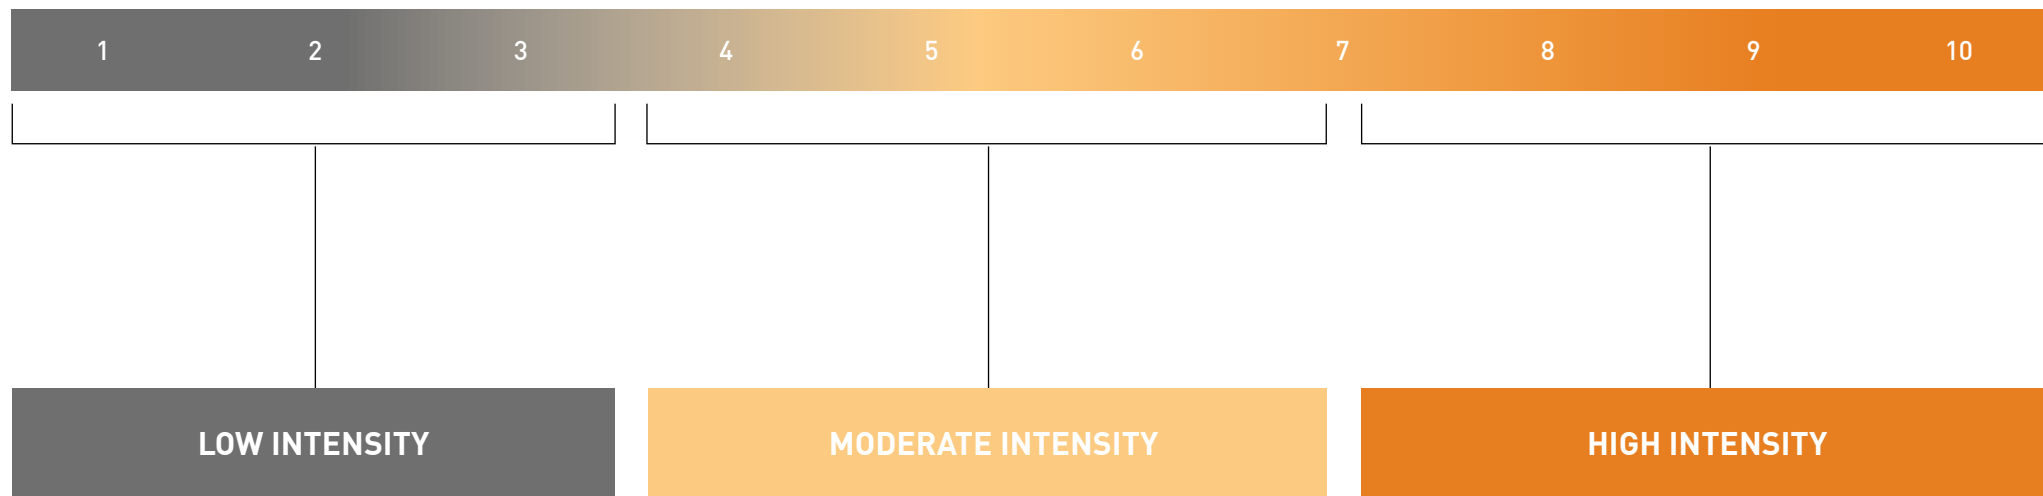 1 2 3 4 5 6 7 8 9 10
LOW INTENSITY MODERATE INTENSITY HIGH INTENSITY